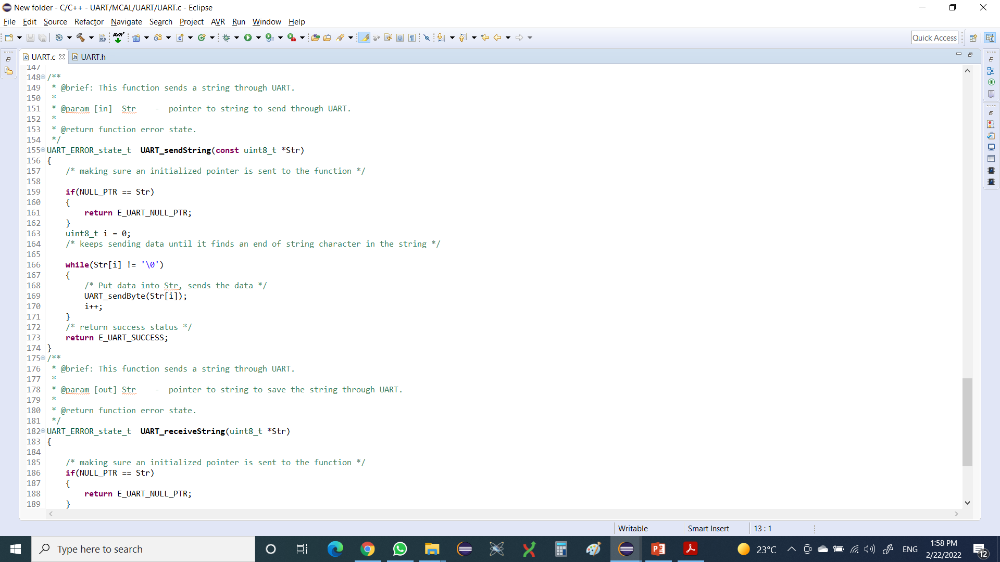 New folder - C/C++ - UART/MCAL/UART/UART.c - Eclipse
File Edit Source Refactor Navigate Search Project AVR Run Window Help
Quick Access
UART.c UART.h
147
148 /**
149  * @brief: This function sends a string through UART.
150  *
151  * @param [in]  Str    -  pointer to string to send through UART.
152  *
153  * @return function error state.
154  */
155 UART_ERROR_state_t  UART_sendString(const uint8_t *Str)
156 {
157     /* making sure an initialized pointer is sent to the function */
158
159     if(NULL_PTR == Str)
160     {
161         return E_UART_NULL_PTR;
162     }
163     uint8_t i = 0;
164     /* keeps sending data until it finds an end of string character in the string */
165
166     while(Str[i] != '\0')
167     {
168         /* Put data into Str, sends the data */
169         UART_sendByte(Str[i]);
170         i++;
171     }
172     /* return success status */
173     return E_UART_SUCCESS;
174 }
175 /**
176  * @brief: This function sends a string through UART.
177  *
178  * @param [out] Str    -  pointer to string to save the string through UART.
179  *
180  * @return function error state.
181  */
182 UART_ERROR_state_t  UART_receiveString(uint8_t *Str)
183 {
184
185     /* making sure an initialized pointer is sent to the function */
186     if(NULL_PTR == Str)
187     {
188         return E_UART_NULL_PTR;
189     }
Writable Smart Insert 13 : 1
Type here to search
23°C ENG
1:58 PM
2/22/2022
12